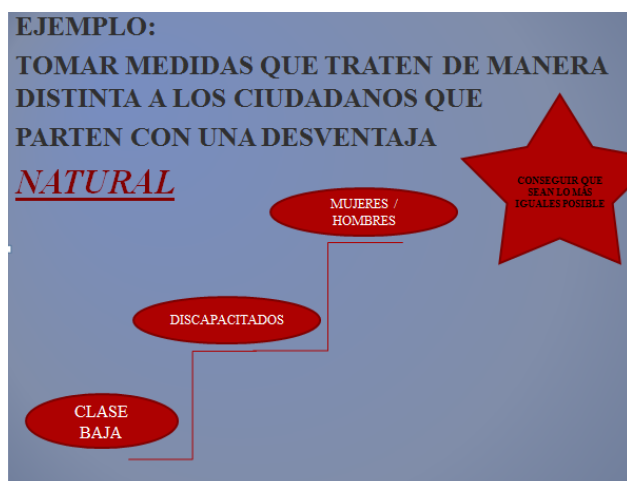 EJEMPLO:
TOMAR MEDIDAS QUE TRATEN DE MANERA
DISTINTA A LOS CIUDADANOS QUE
PARTEN CON UNA DESVENTAJA
NATURAL
CONSEGUIR QUE
SEAN LO MÁS
IGUALES POSIBLE
MUJERES /
HOMBRES
DISCAPACITADOS
CLASE
BAJA